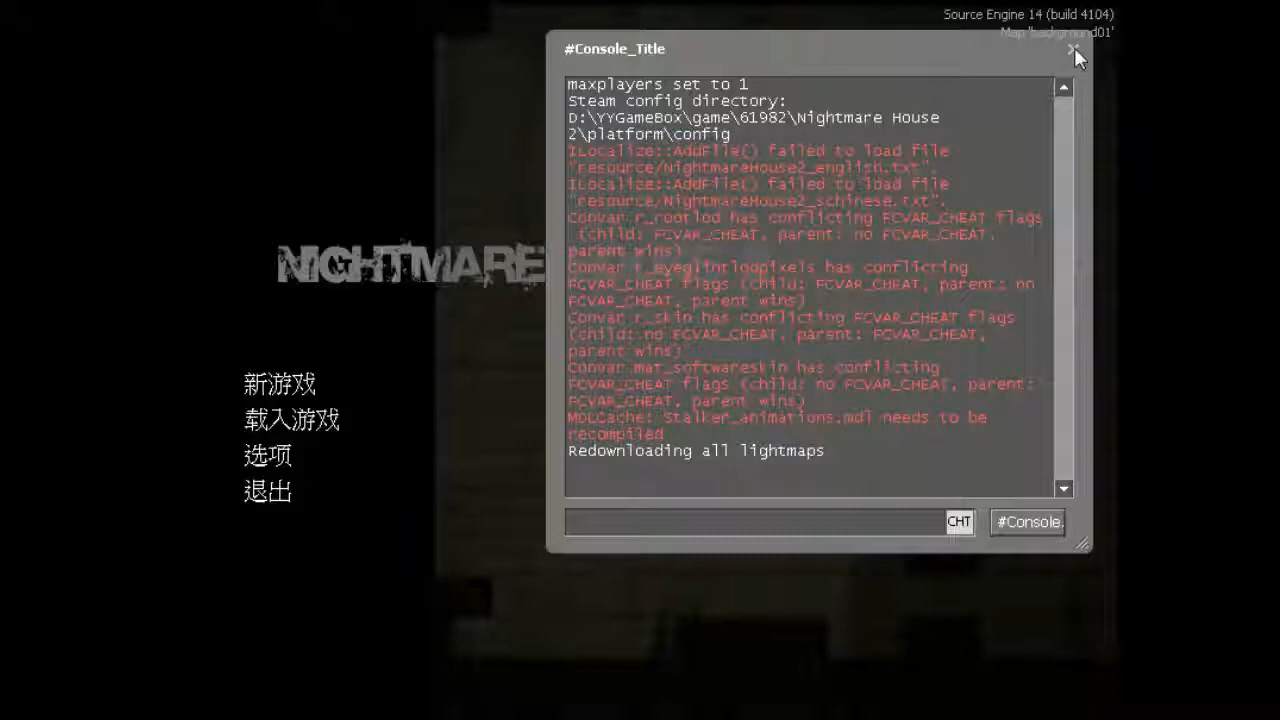 Source Engine 14 (build 4104)
Map 'background01'
#Console_Title
maxplayers set to 1
Steam config directory:
D:\YYGameBox\game\61982\Nightmare House
2\platform\config
ILocalize::AddFile() failed to load file
"resource/NightmareHouse2_english.txt".
ILocalize::AddFile() failed to load file
"resource/NightmareHouse2_schinese.txt".
Convar r_rootlod has conflicting FCVAR_CHEAT flags
(child: FCVAR_CHEAT, parent: no FCVAR_CHEAT,
parent wins)
Convar r_eyeglintlodpixels has conflicting
FCVAR_CHEAT flags (child: FCVAR_CHEAT, parent: no
FCVAR_CHEAT, parent wins)
Convar r_skin has conflicting FCVAR_CHEAT flags
(child: no FCVAR_CHEAT, parent: FCVAR_CHEAT,
parent wins)
Convar mat_softwareskin has conflicting
FCVAR_CHEAT flags (child: no FCVAR_CHEAT, parent:
FCVAR_CHEAT, parent wins)
MDLCache: Stalker_animations.mdl needs to be
recompiled
Redownloading all lightmaps
CHT
#Console.
NIGHTMARE
新游戏
载入游戏
选项
退出